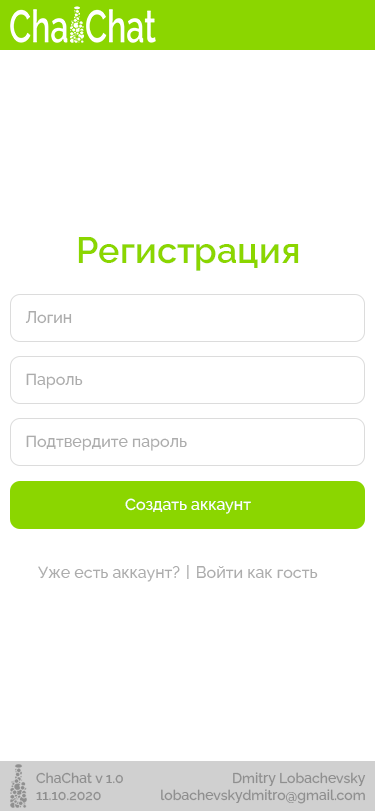 ChaChat
Регистрация
Логин
Пароль
Подтвердите пароль
Создать аккаунт
Уже есть аккаунт? | Войти как гость
ChaChat v 1.0 Dmitry Lobachevsky
11.10.2020 lobachevskydmitro@gmail.com